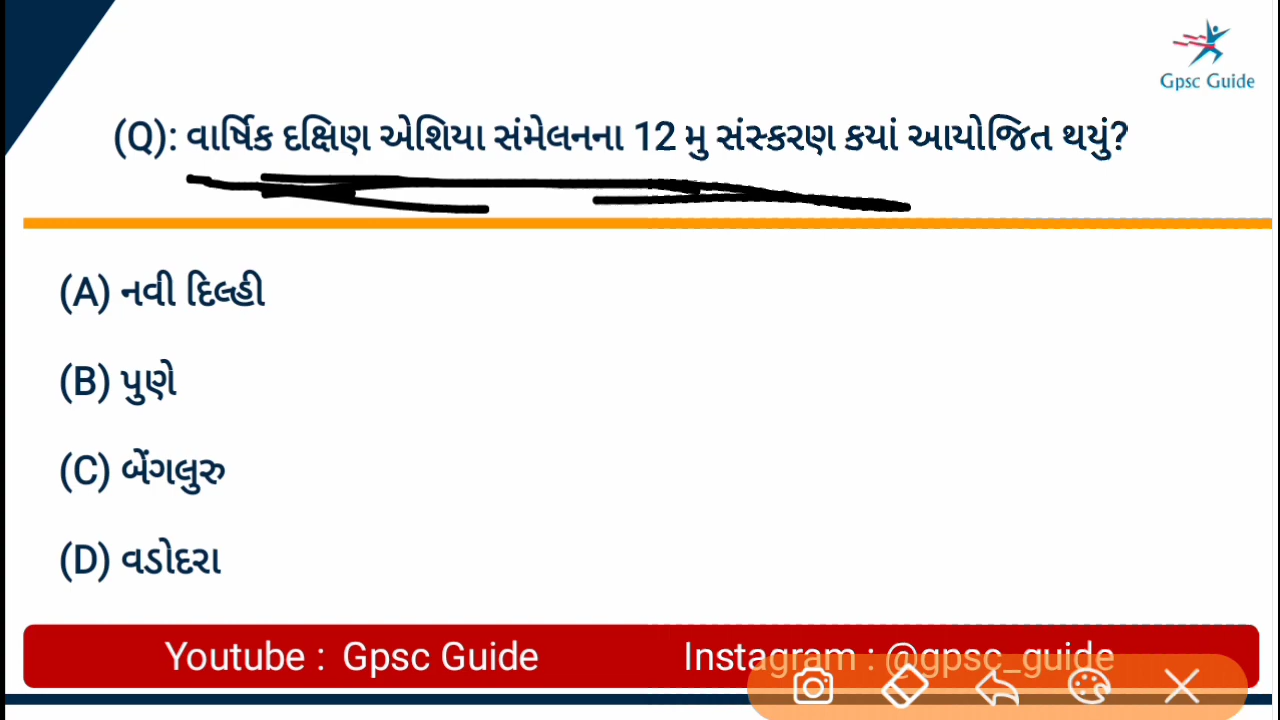 Gpsc Guide
(Q): વાર્ષિક દક્ષિણ એશિયા સંમેલનના 12 મુ સંસ્કરણ કયાં આયોજિત થયું?
(A) નવી દિલ્હી
(B) પુણે
(C) બેંગલુરુ
(D) વડોદરા
Youtube : Gpsc Guide Instagram : @gpsc_guide